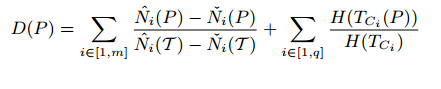 D(P) = \sum_{i \in [1,m]} \frac{\hat{N}_i(P) - \check{N}_i(P)}{\hat{N}_i(\mathcal{T}) - \check{N}_i(\mathcal{T})} + \sum_{i \in [1,q]} \frac{H(T_{C_i}(P))}{H(T_{C_i})}